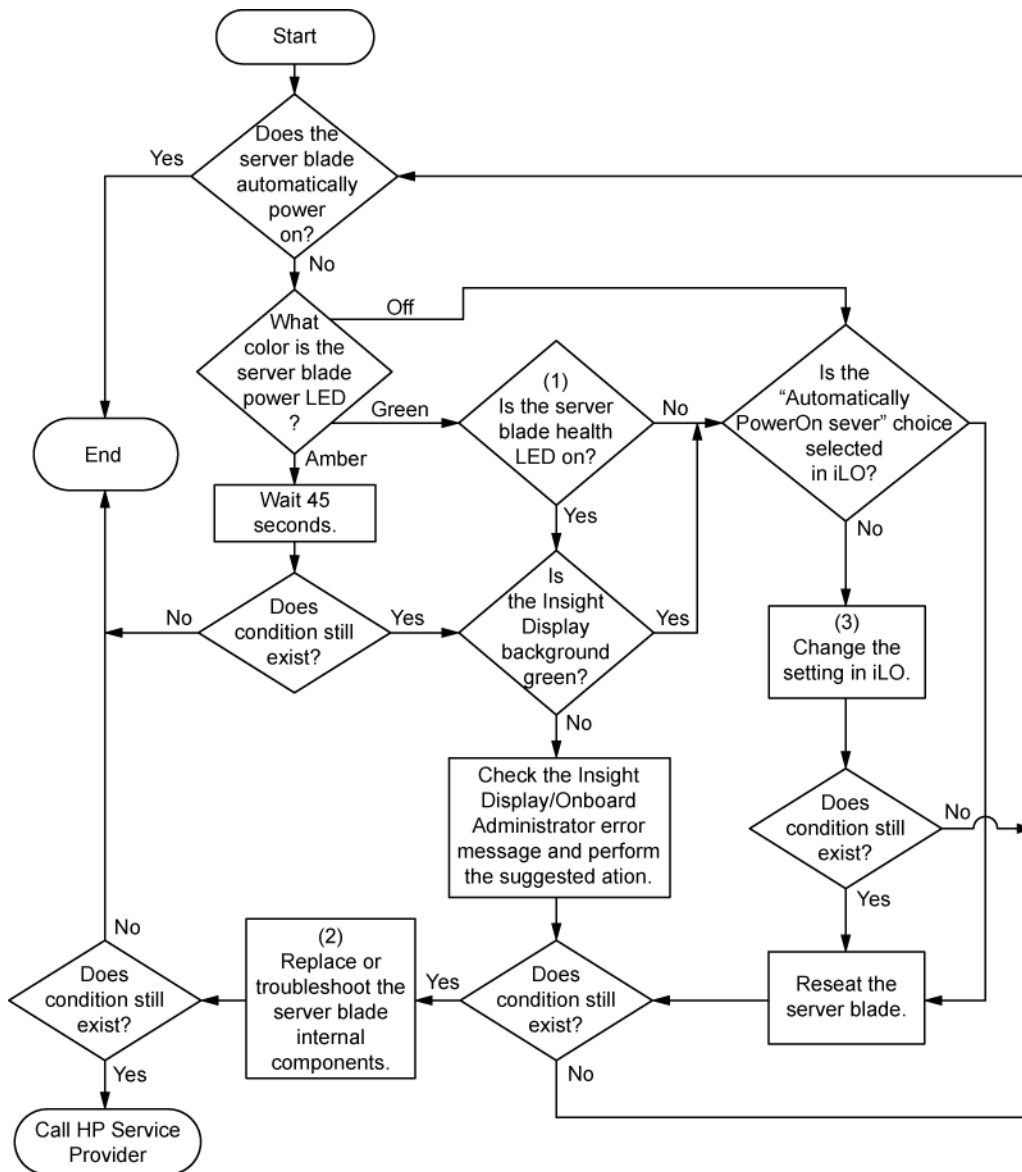 Start
Does the
server blade
automatically
power
on?
Yes
No
What
color is the
server blade
power LED
?
Off
Green
Amber
(1)
Is the server
blade health
LED on?
No
Yes
Is the
“Automatically
PowerOn sever” choice
selected
in iLO?
No
End
Wait 45
seconds.
Does
condition still
exist?
No
Yes
Is
the Insight
Display
background
green?
Yes
No
(3)
Change the
setting in iLO.
Check the Insight
Display/Onboard
Administrator error
message and perform
the suggested ation.
Does
condition still
exist?
No
Yes
Reseat the
server blade.
Does
condition still
exist?
Yes
No
(2)
Replace or
troubleshoot the
server blade
internal
components.
Does
condition still
exist?
No
Yes
Call HP Service
Provider